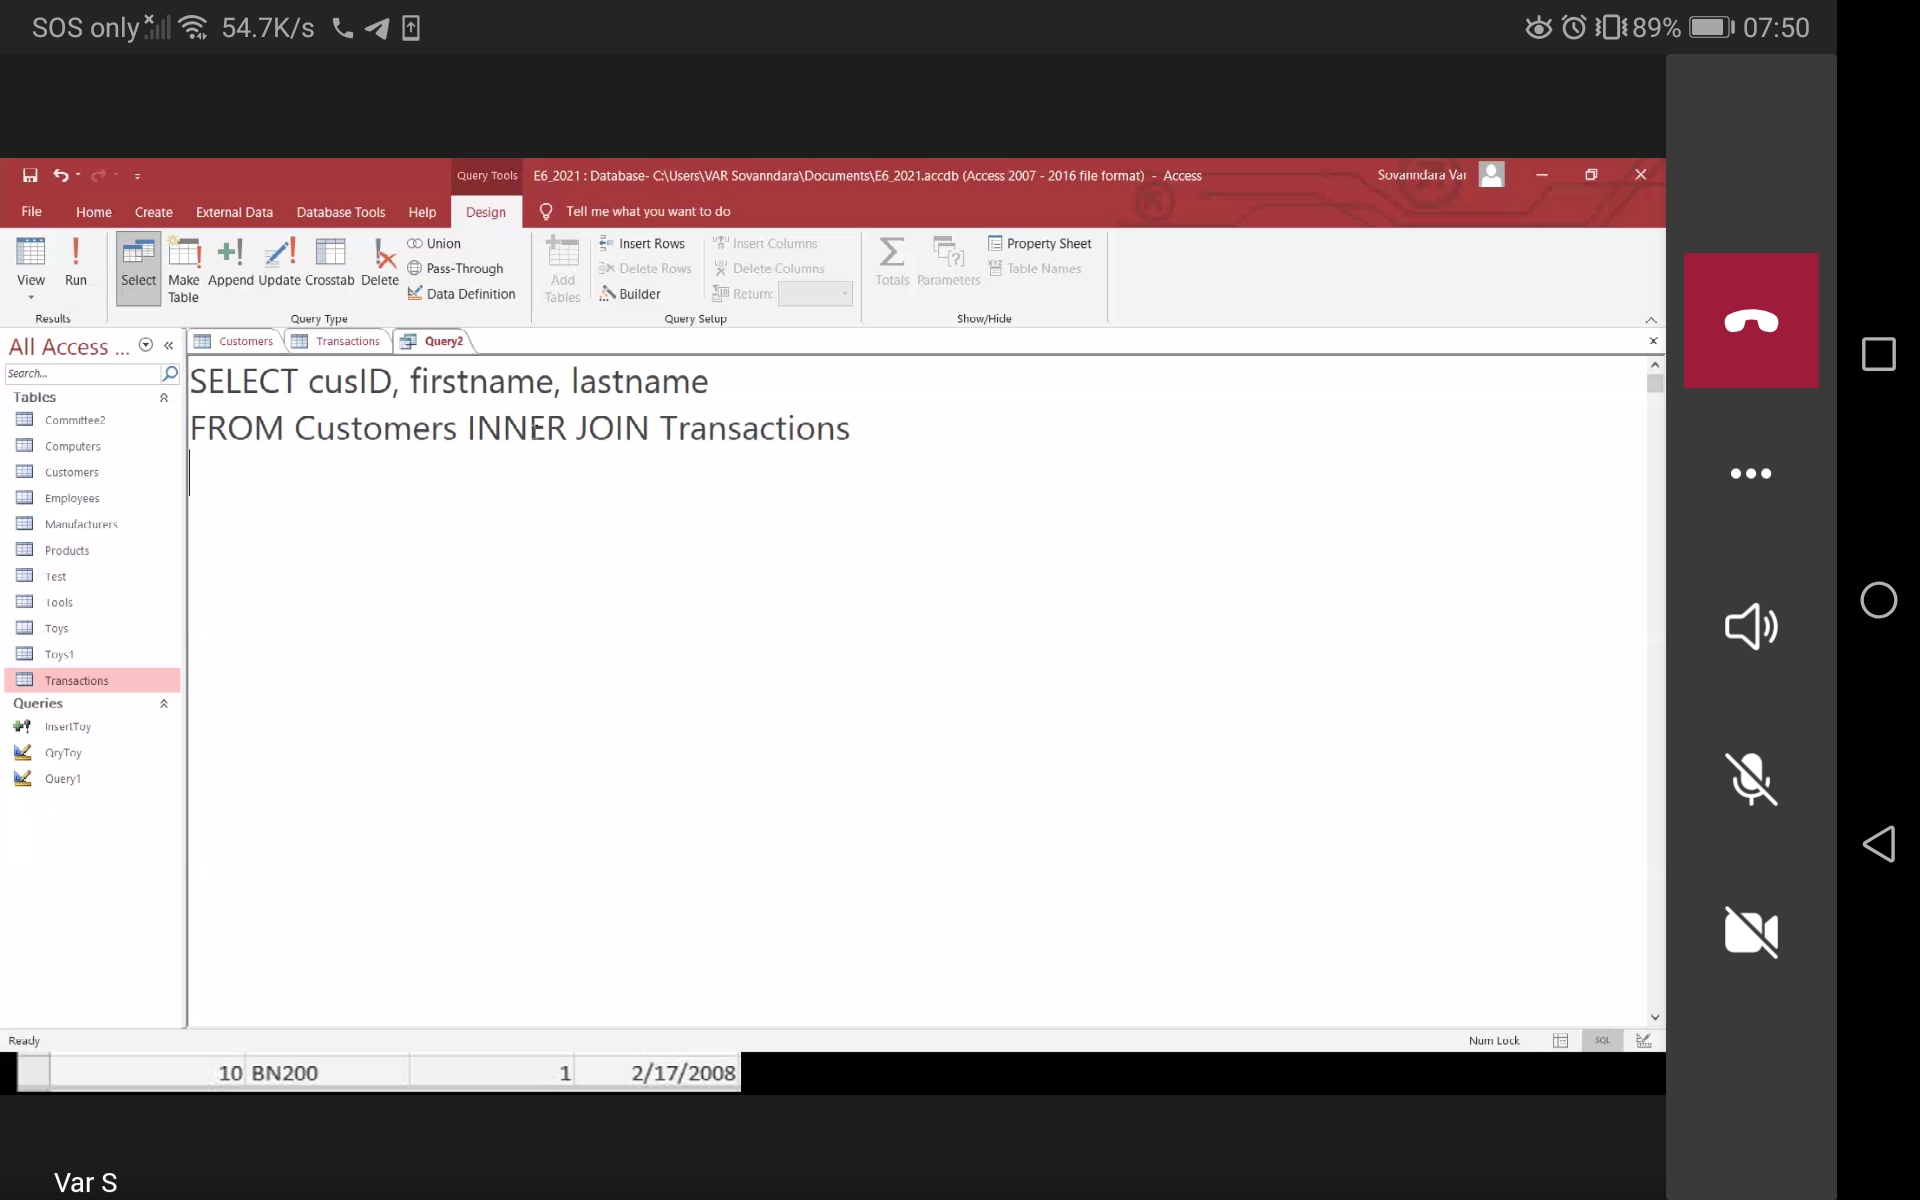 SOS only 54.7K/s 89% 07:50
Query Tools E6_2021 : Database- C:\Users\VAR Sovanndara\Documents\E6_2021.accdb (Access 2007 - 2016 file format) - Access Sovanndara Var
File Home Create External Data Database Tools Help Design Tell me what you want to do
View Run Select Make Table Append Update Crosstab Delete
Union
Pass-Through
Data Definition
Add Tables
Insert Rows
Delete Rows
Builder
Insert Columns
Delete Columns
Return:
Totals Parameters
Property Sheet
Table Names
Results Query Type Query Setup Show/Hide
All Access ...
Search...
Tables
Committee2
Computers
Customers
Employees
Manufacturers
Products
Test
Tools
Toys
Toys1
Transactions
Queries
InsertToy
QryToy
Query1
Customers Transactions Query2
SELECT cusID, firstname, lastname
FROM Customers INNER JOIN Transactions
Ready Num Lock SQL
10 BN200 1 2/17/2008
Var S